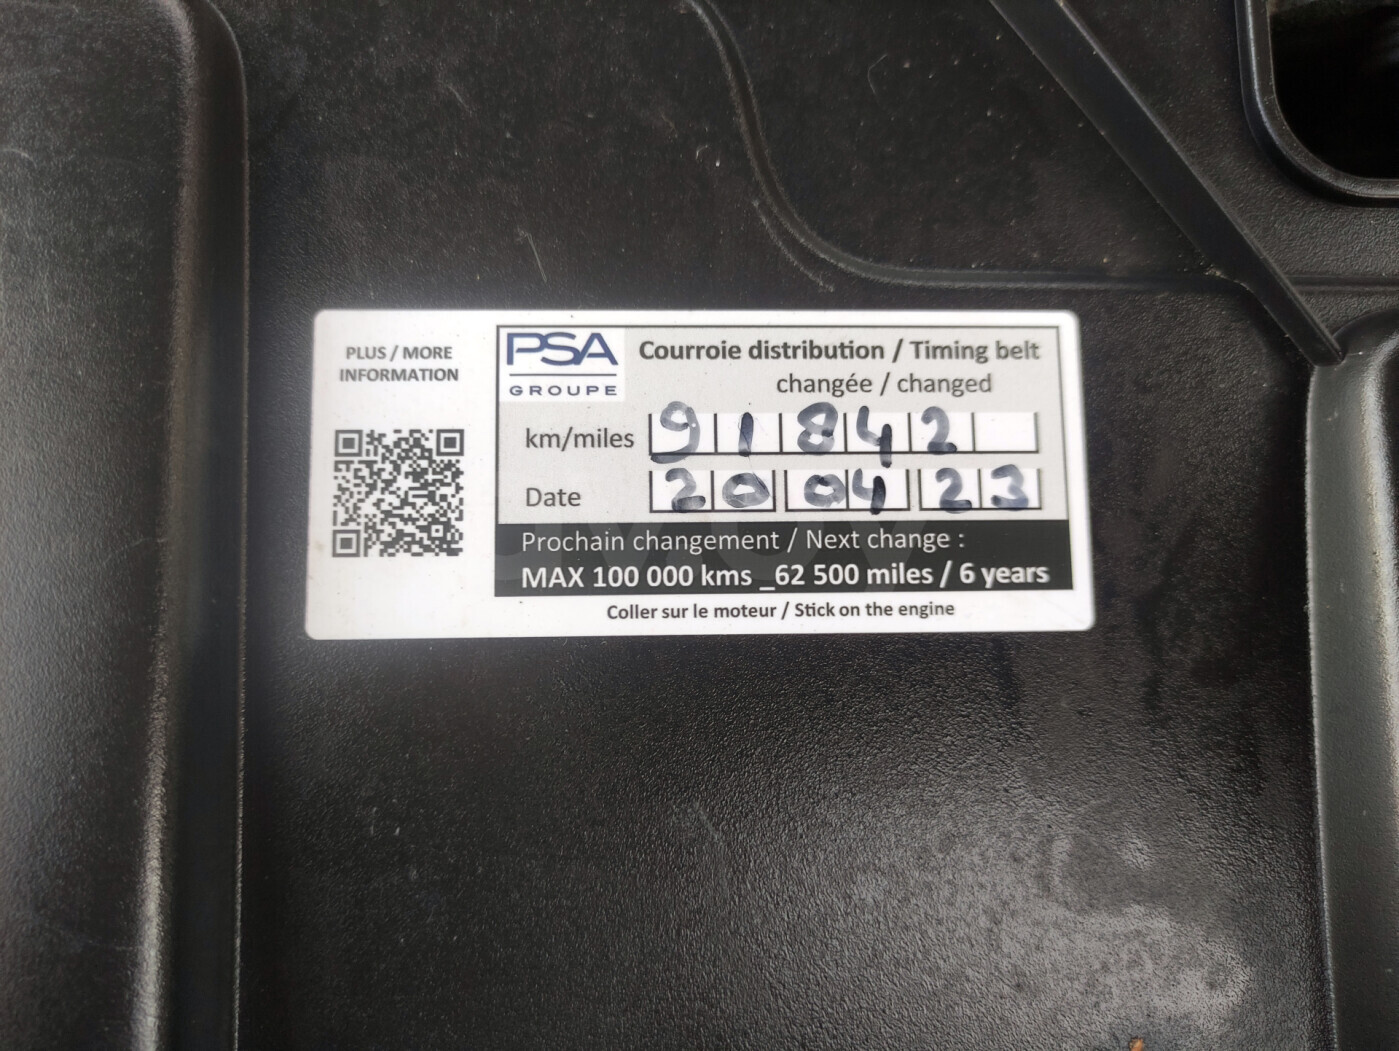 PLUS / MORE
INFORMATION
PSA
GROUPE
Courroie distribution / Timing belt
changée / changed
km/miles 91842
Date 20 04 23
Prochain changement / Next change :
MAX 100 000 kms _62 500 miles / 6 years
Coller sur le moteur / Stick on the engine